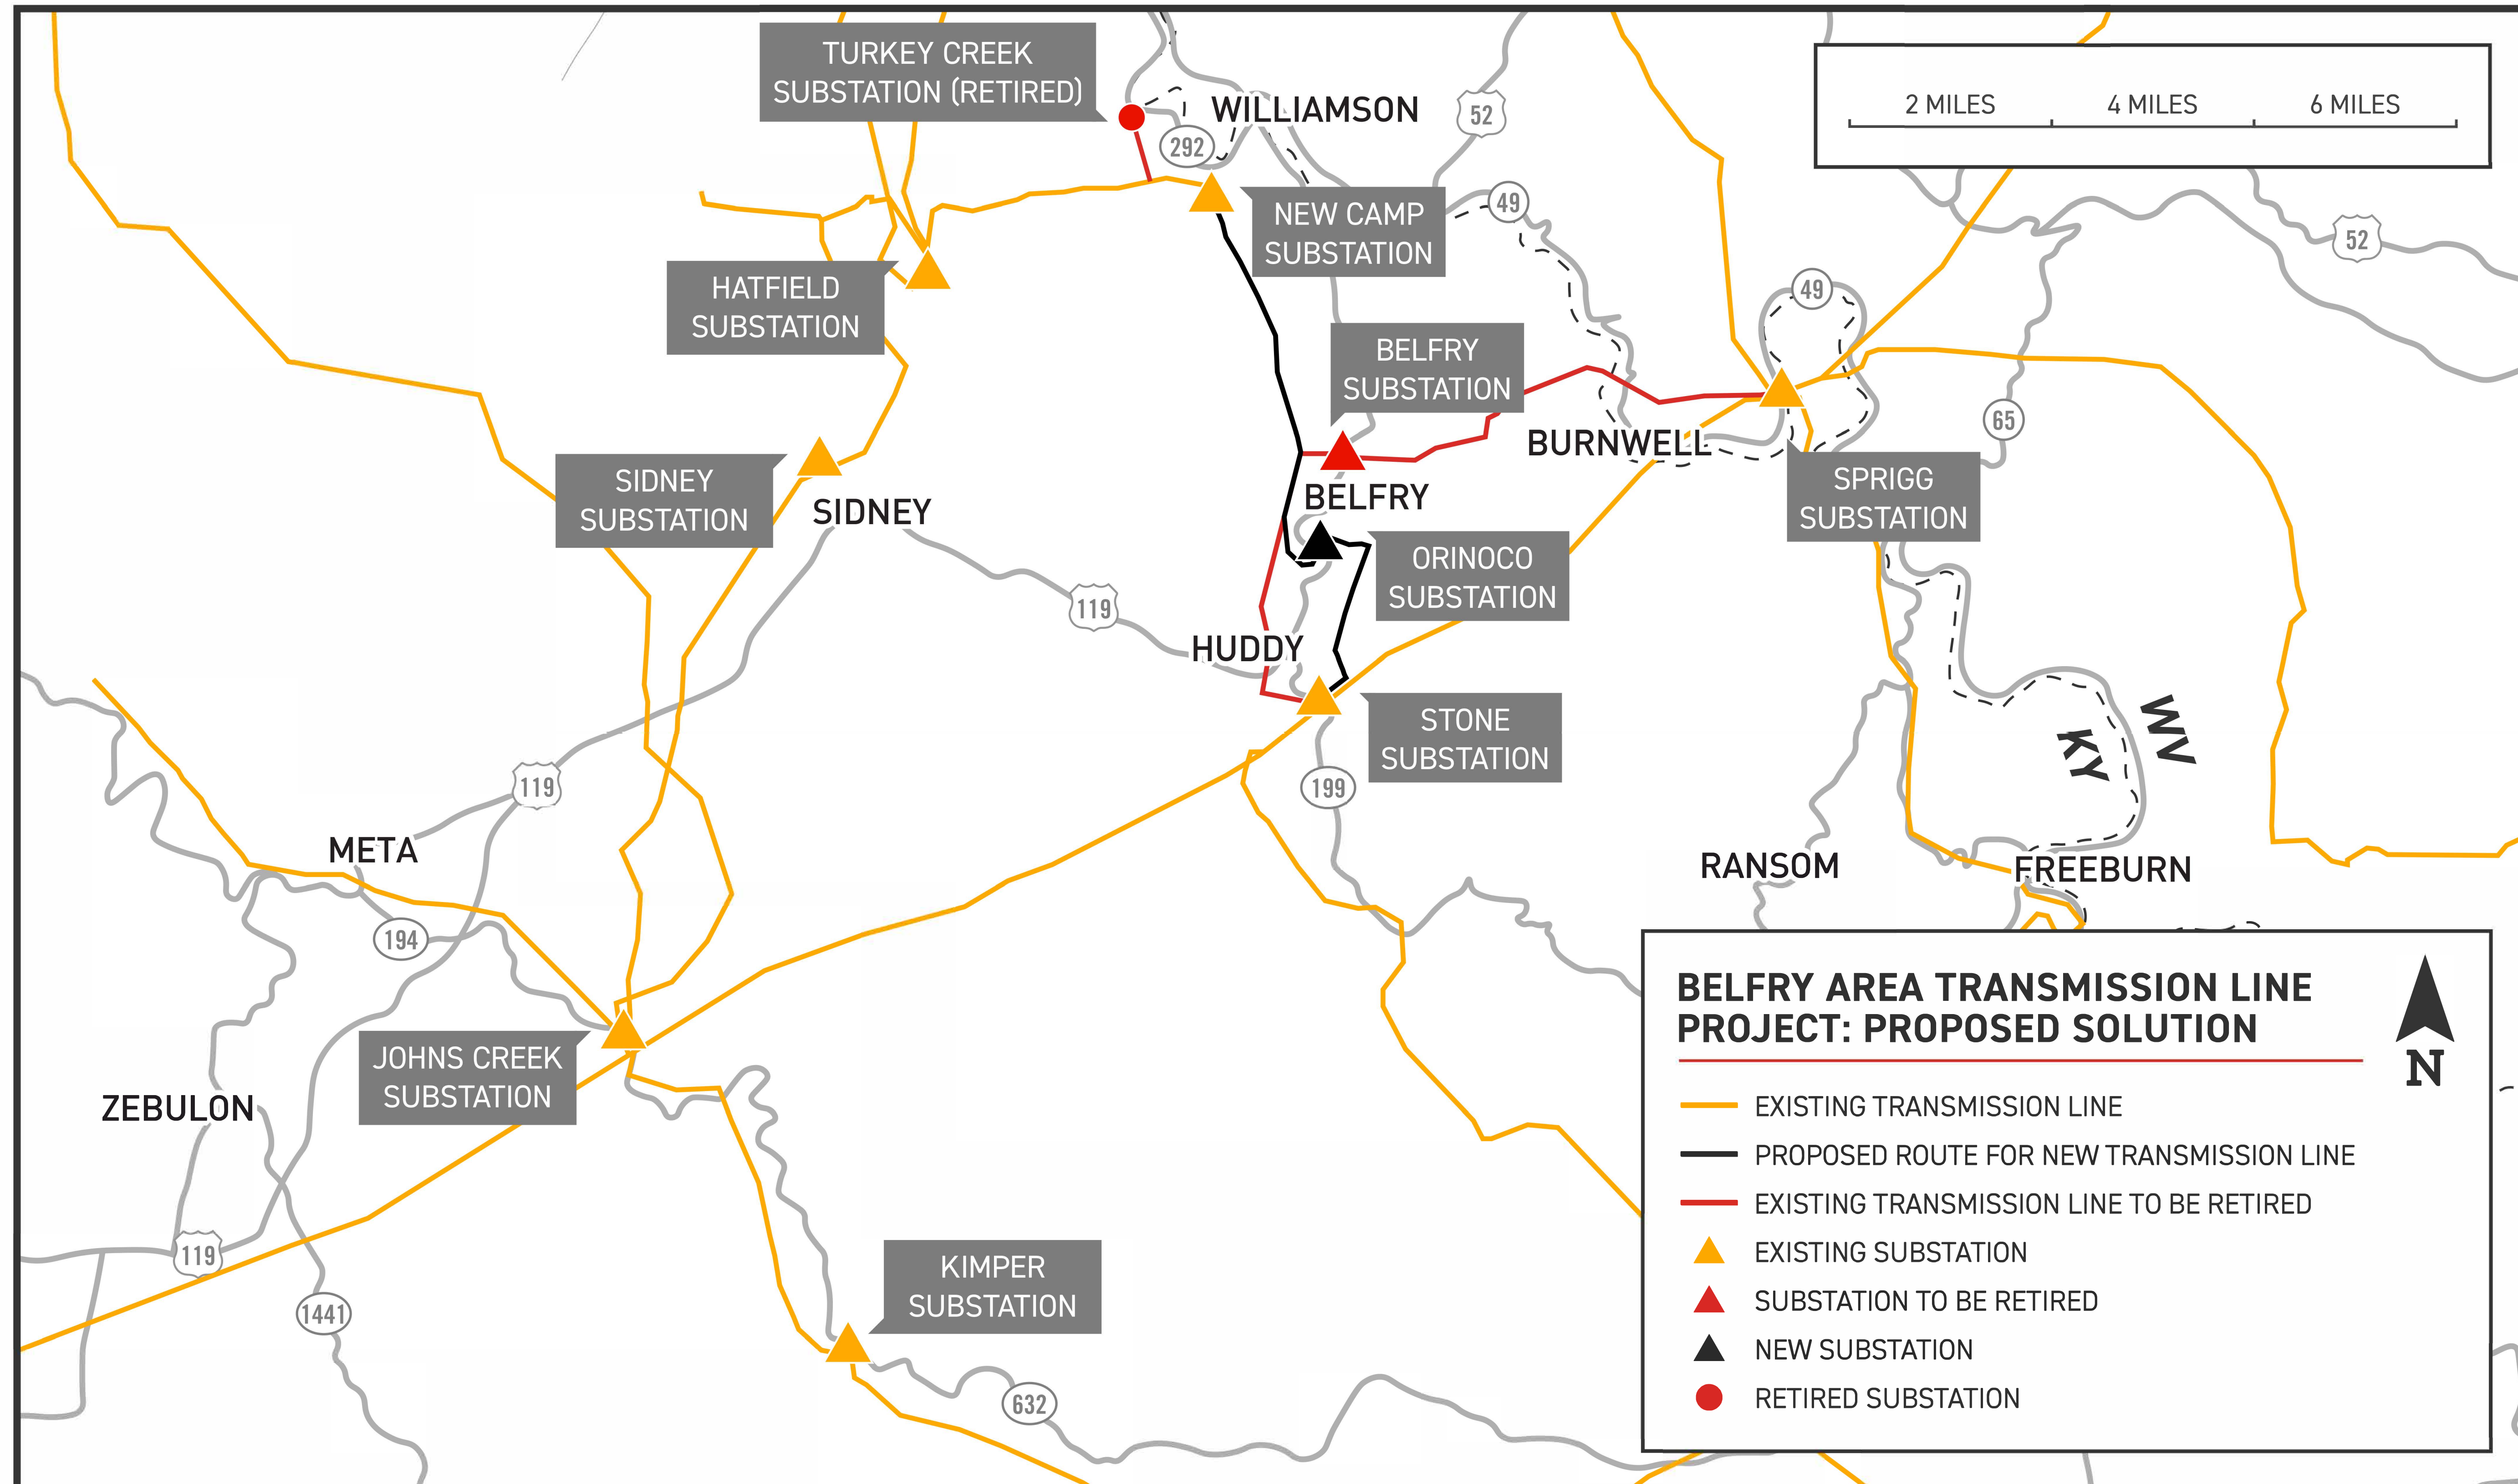 TURKEY CREEK
SUBSTATION (RETIRED)
WILLIAMSON
292
52
2 MILES
4 MILES
6 MILES
NEW CAMP
SUBSTATION
49
52
HATFIELD
SUBSTATION
49
BELFRY
SUBSTATION
65
BURNWELL
SIDNEY
SUBSTATION
SIDNEY
BELFRY
SPRIGG
SUBSTATION
ORINOCO
SUBSTATION
119
HUDDY
STONE
SUBSTATION
WV
KY
119
199
META
RANSOM
FREEBURN
194
JOHNS CREEK
SUBSTATION
ZEBULON
119
1441
KIMPER
SUBSTATION
632
BELFRY AREA TRANSMISSION LINE
PROJECT: PROPOSED SOLUTION
N
EXISTING TRANSMISSION LINE
PROPOSED ROUTE FOR NEW TRANSMISSION LINE
EXISTING TRANSMISSION LINE TO BE RETIRED
EXISTING SUBSTATION
SUBSTATION TO BE RETIRED
NEW SUBSTATION
RETIRED SUBSTATION